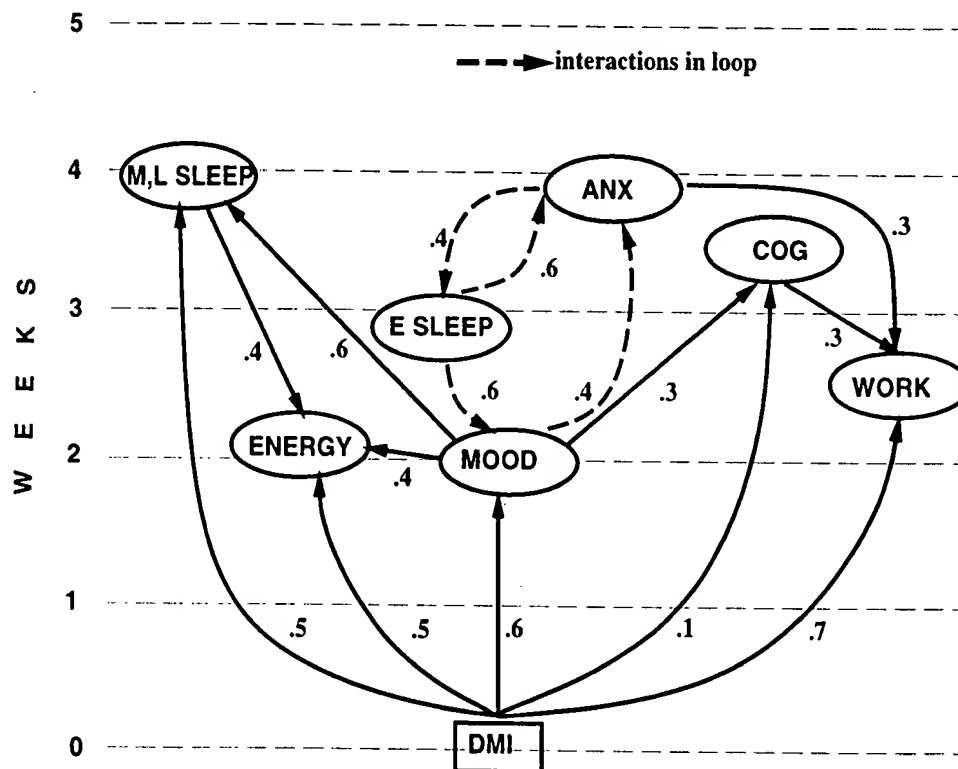 5
interactions in loop
4
M,L SLEEP
ANX
.4
.3
COG
.6
3
E SLEEP
.4
.6
.6
.4
.3
.3
WORK
ENERGY
MOOD
2
.4
WEEKS
1
.5
.5
.6
.1
.7
DMI
0